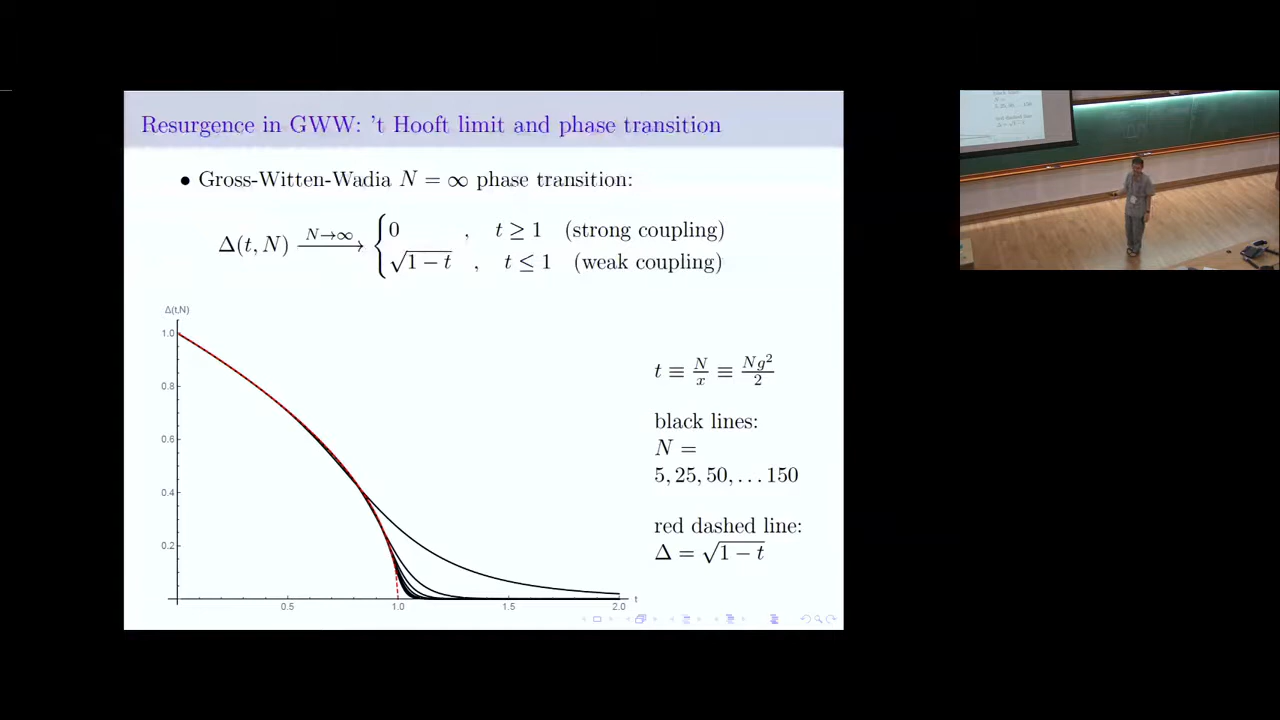 Resurgence in GWW: 't Hooft limit and phase transition
• Gross-Witten-Wadia N = ∞ phase transition:
Δ(t, N) N→∞ { 0 , t ≥ 1 (strong coupling)
√1 − t , t ≤ 1 (weak coupling)
Δ(t,N)
1.0
0.8
0.6
0.4
0.2
0.5 1.0 1.5 2.0 t
t ≡ N/x ≡ Ng²/2
black lines:
N =
5, 25, 50, . . . 150
red dashed line:
Δ = √1 − t